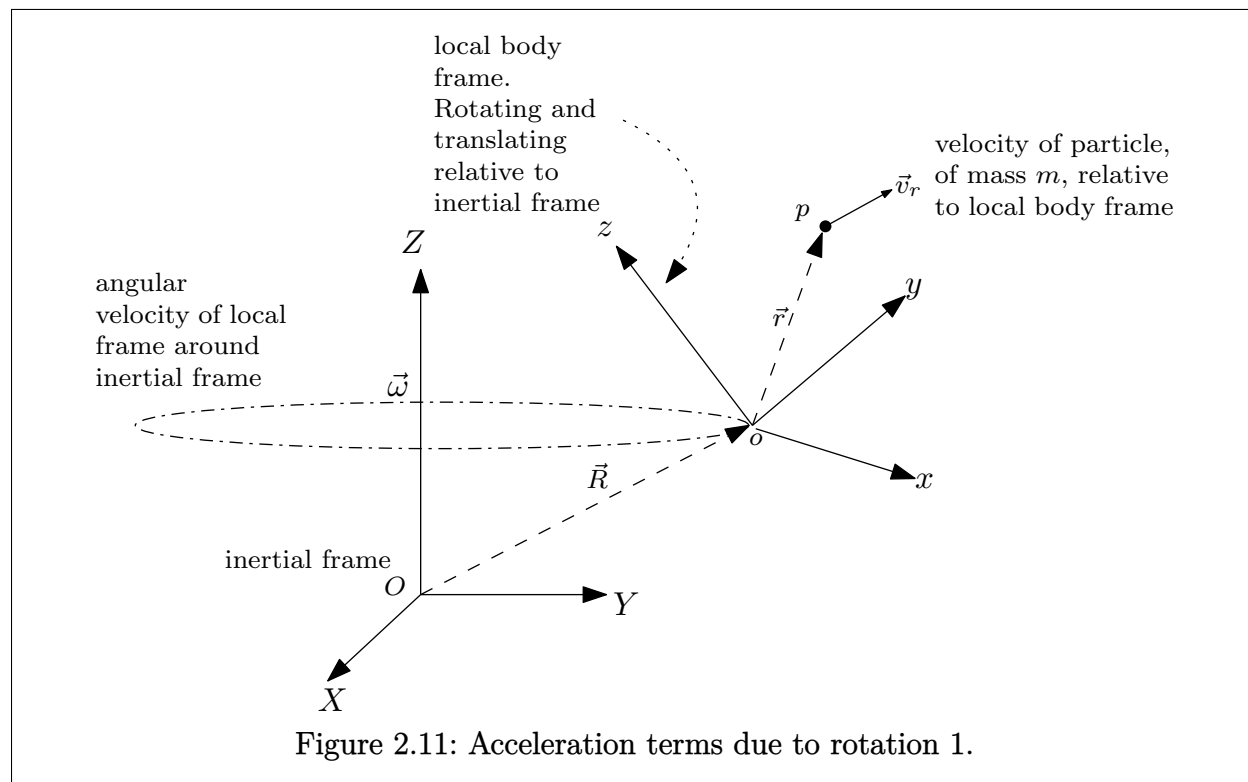 local body
frame.
Rotating and
translating
relative to
inertial frame
velocity of particle,
of mass m, relative
to local body frame
p
v⃗r
z
Z
y
angular
velocity of local
frame around
inertial frame
r⃗
ω⃗
o
R⃗
x
inertial frame
O
Y
X
Figure 2.11: Acceleration terms due to rotation 1.